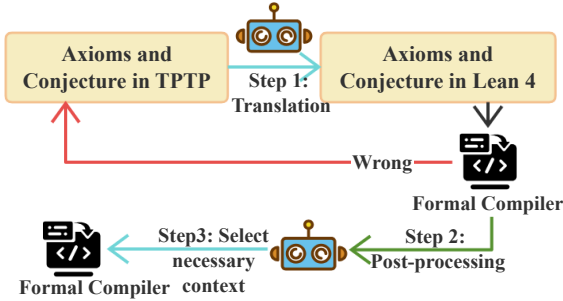 Axioms and
Conjecture in TPTP
Step 1:
Translation
Axioms and
Conjecture in Lean 4
Wrong
Formal Compiler
Step 2:
Post-processing
Step3: Select
necessary
context
Formal Compiler